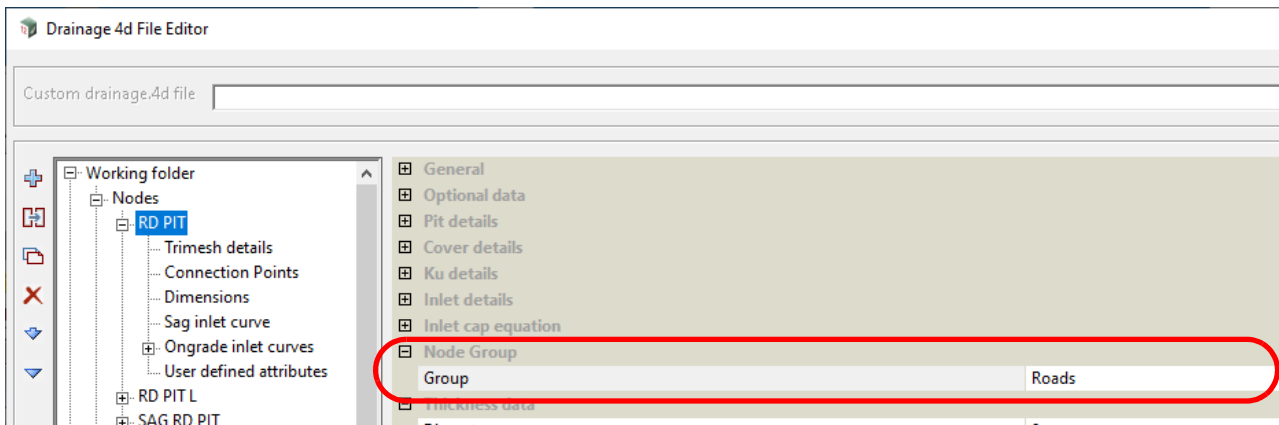 Drainage 4d File Editor
Custom drainage.4d file
Working folder
Nodes
RD PIT
Trimesh details
Connection Points
Dimensions
Sag inlet curve
Ongrade inlet curves
User defined attributes
RD PIT L
SAG RD PIT
General
Optional data
Pit details
Cover details
Ku details
Inlet details
Inlet cap equation
Node Group
Group Roads
Thickness data